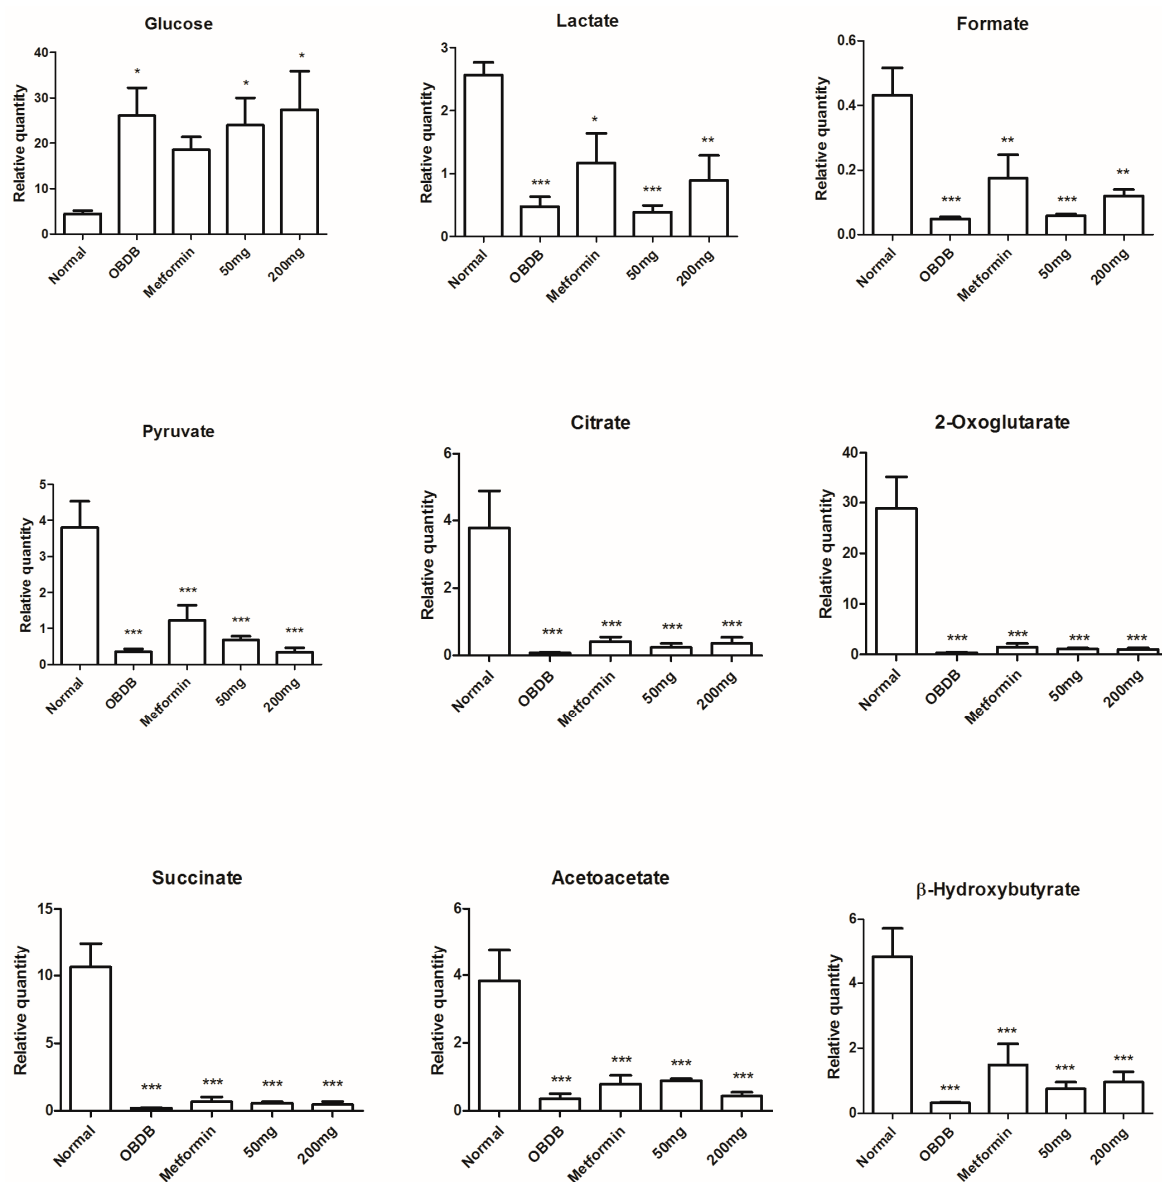 Glucose
Relative quantity
40
30
20
10
0
*
*
*
Normal
OBDB
Metformin
50mg
200mg
Lactate
Relative quantity
3
2
1
0
***
*
***
**
Normal
OBDB
Metformin
50mg
200mg
Formate
Relative quantity
0.6
0.4
0.2
0.0
***
**
***
**
Normal
OBDB
Metformin
50mg
200mg
Pyruvate
Relative quantity
5
4
3
2
1
0
***
***
***
***
Normal
OBDB
Metformin
50mg
200mg
Citrate
Relative quantity
6
4
2
0
***
***
***
***
Normal
OBDB
Metformin
50mg
200mg
2-Oxoglutarate
Relative quantity
40
30
20
10
0
***
***
***
***
Normal
OBDB
Metformin
50mg
200mg
Succinate
Relative quantity
15
10
5
0
***
***
***
***
Normal
OBDB
Metformin
50mg
200mg
Acetoacetate
Relative quantity
6
4
2
0
***
***
***
***
Normal
OBDB
Metformin
50mg
200mg
β-Hydroxybutyrate
Relative quantity
6
4
2
0
***
***
***
***
Normal
OBDB
Metformin
50mg
200mg